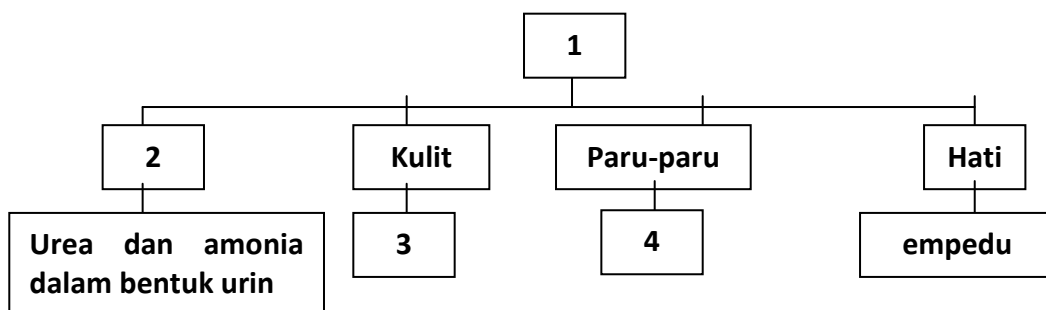 1
2
Kulit
Paru-paru
Hati
Urea dan amonia
dalam bentuk urin
3
4
empedu